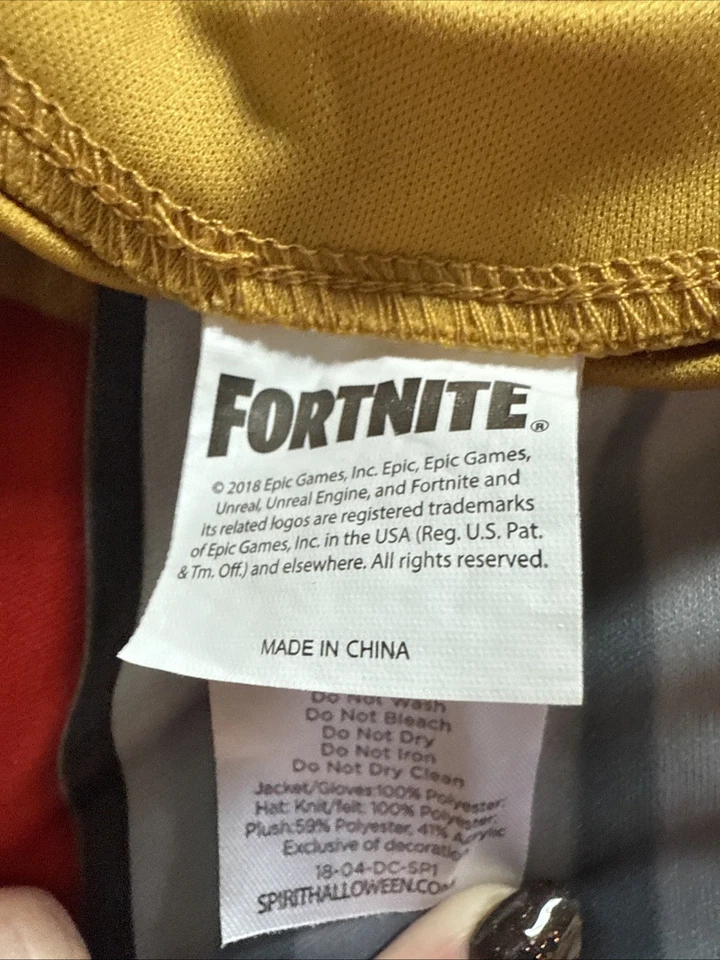 FORTNITE®
© 2018 Epic Games, Inc. Epic, Epic Games,
Unreal, Unreal Engine, and Fortnite and
its related logos are registered trademarks
of Epic Games, Inc. in the USA (Reg. U.S. Pat.
& Tm. Off.) and elsewhere. All rights reserved.
MADE IN CHINA
Do Not Wash
Do Not Bleach
Do Not Dry
Do Not Iron
Do Not Dry Clean
Jacket/Gloves:100% Polyester;
Hat: Knit/felt: 100% Polyester;
Plush:59% Polyester, 41% Acrylic
Exclusive of decoration
18-04-DC-SP1
SPIRITHALLOWEEN.COM